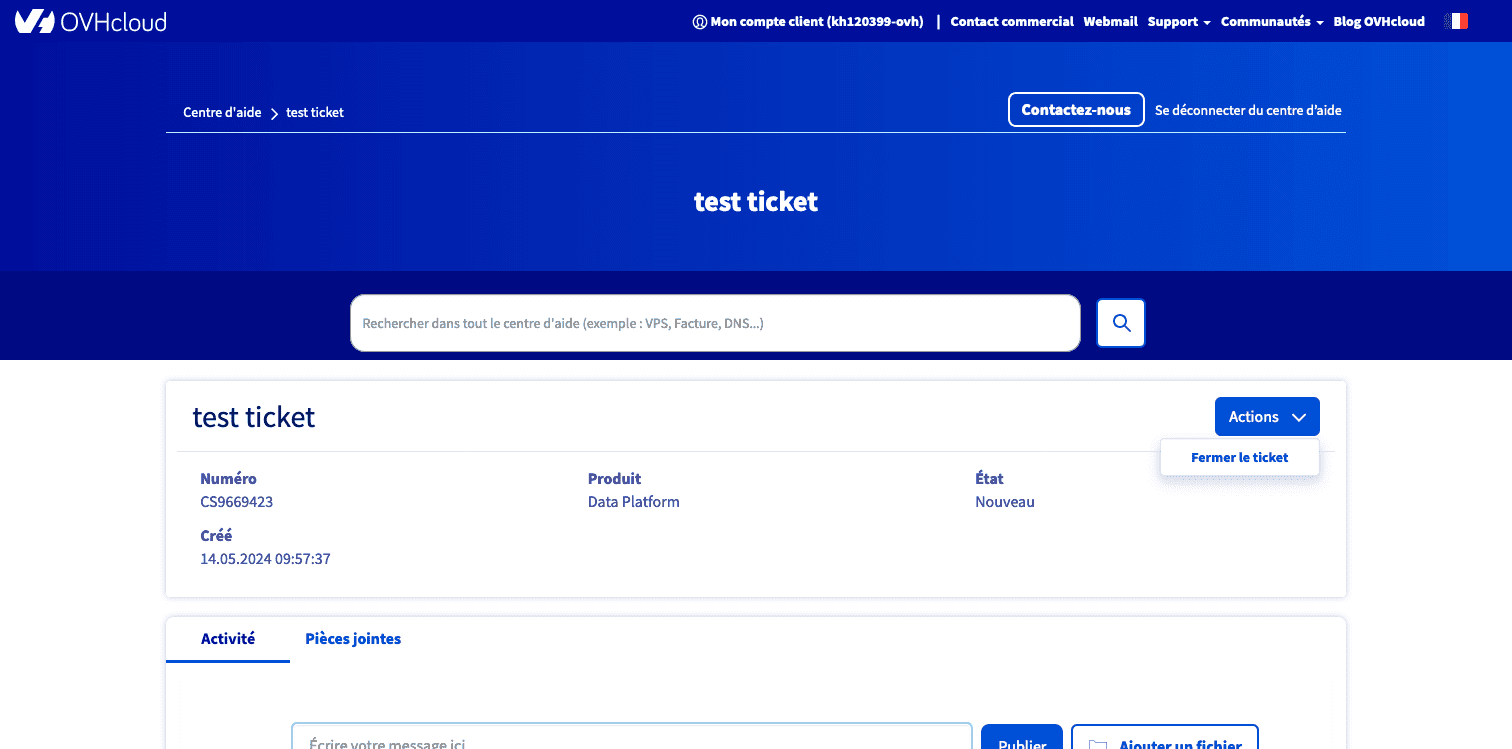 OVHcloud
Mon compte client (kh120399-ovh) | Contact commercial Webmail Support Communautés Blog OVHcloud
Centre d'aide > test ticket
Contactez-nous Se déconnecter du centre d'aide
test ticket
Rechercher dans tout le centre d'aide (exemple : VPS, Facture, DNS...)
test ticket
Actions
Fermer le ticket
Numéro Produit État
CS9669423 Data Platform Nouveau
Créé
14.05.2024 09:57:37
Activité Pièces jointes
Écrire votre message ici Publier Ajouter un fichier